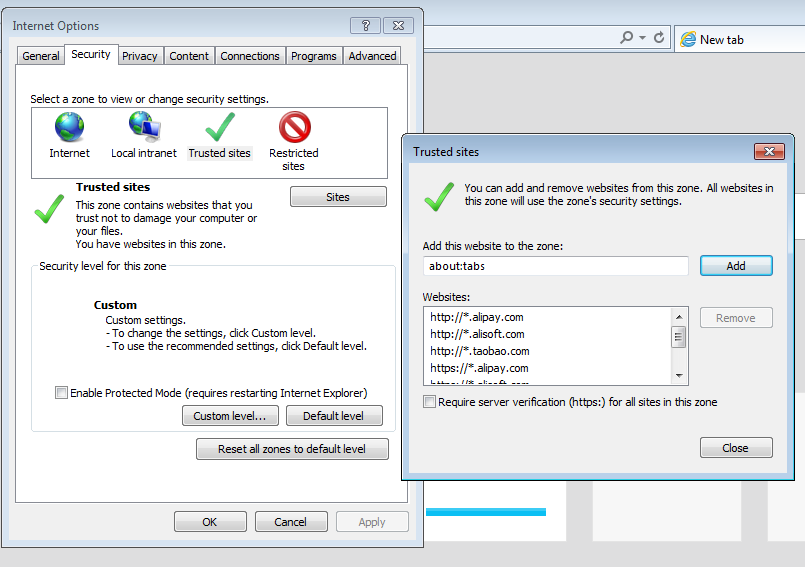 Internet Options
General Security Privacy Content Connections Programs Advanced
Select a zone to view or change security settings.
Internet Local intranet Trusted sites Restricted
sites
Trusted sites
Sites
This zone contains websites that you
trust not to damage your computer or
your files.
You have websites in this zone.
Security level for this zone
Custom
Custom settings.
- To change the settings, click Custom level.
- To use the recommended settings, click Default level.
Enable Protected Mode (requires restarting Internet Explorer)
Custom level... Default level
Reset all zones to default level
OK Cancel Apply
New tab
Trusted sites
You can add and remove websites from this zone. All websites in
this zone will use the zone's security settings.
Add this website to the zone:
about:tabs Add
Websites:
http://*.alipay.com
Remove
http://*.alisoft.com
http://*.taobao.com
https://*.alipay.com
https://*.alisoft.com
Require server verification (https:) for all sites in this zone
Close